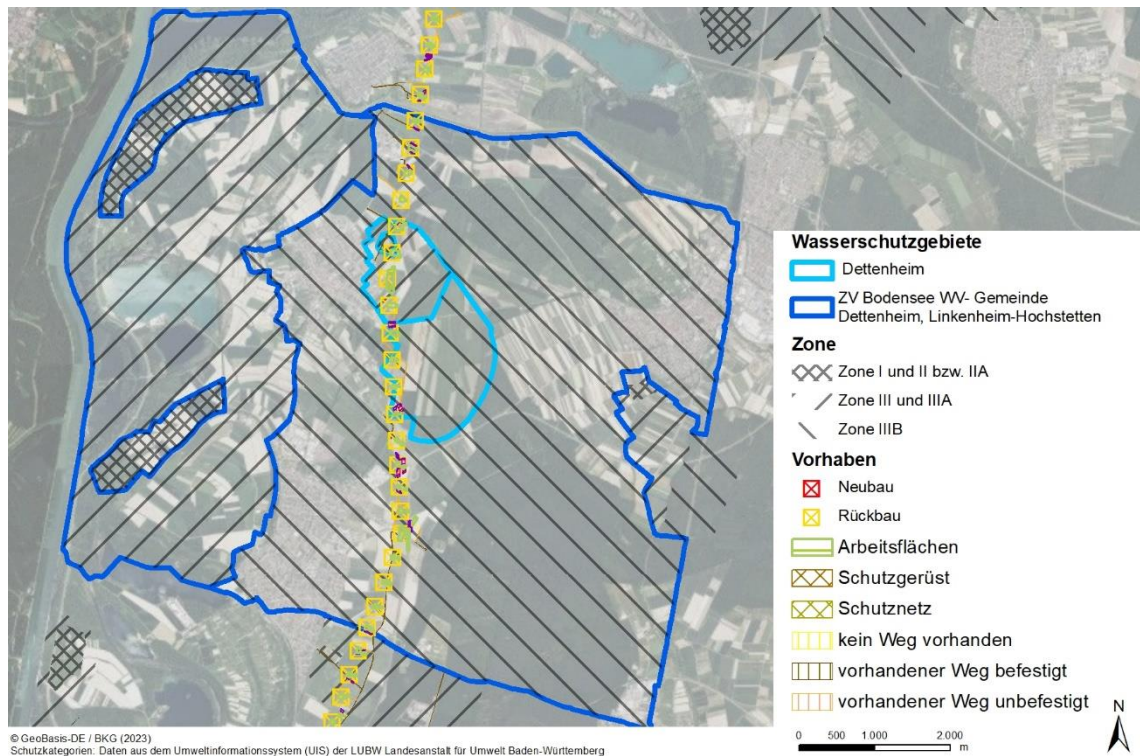 Wasserschutzgebiete
Dettenheim
ZV Bodensee WV- Gemeinde
Dettenheim, Linkenheim-Hochstetten
Zone
Zone I und II bzw. IIA
Zone III und IIIA
Zone IIIB
Vorhaben
Neubau
Rückbau
Arbeitsflächen
Schutzgerüst
Schutznetz
kein Weg vorhanden
vorhandener Weg befestigt
vorhandener Weg unbefestigt
N
0 500 1.000 2.000
m
© GeoBasis-DE / BKG (2023)
Schutzkategorien: Daten aus dem Umweltinformationssystem (UIS) der LUBW Landesanstalt für Umwelt Baden-Württemberg